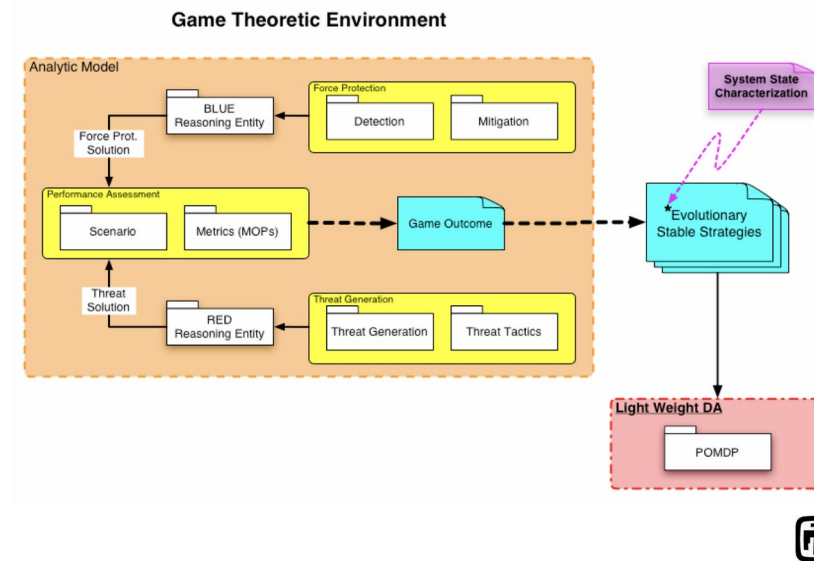 Game Theoretic Environment
Analytic Model
Force Protection
BLUE
Reasoning Entity
Detection
Mitigation
System State
Characterization
Force Prot.
Solution
Performance Assessment
Scenario
Metrics (MOPs)
Game Outcome
Evolutionary
Stable Strategies
Threat
Solution
RED
Reasoning Entity
Threat Generation
Threat Generation
Threat Tactics
Light Weight DA
POMDP